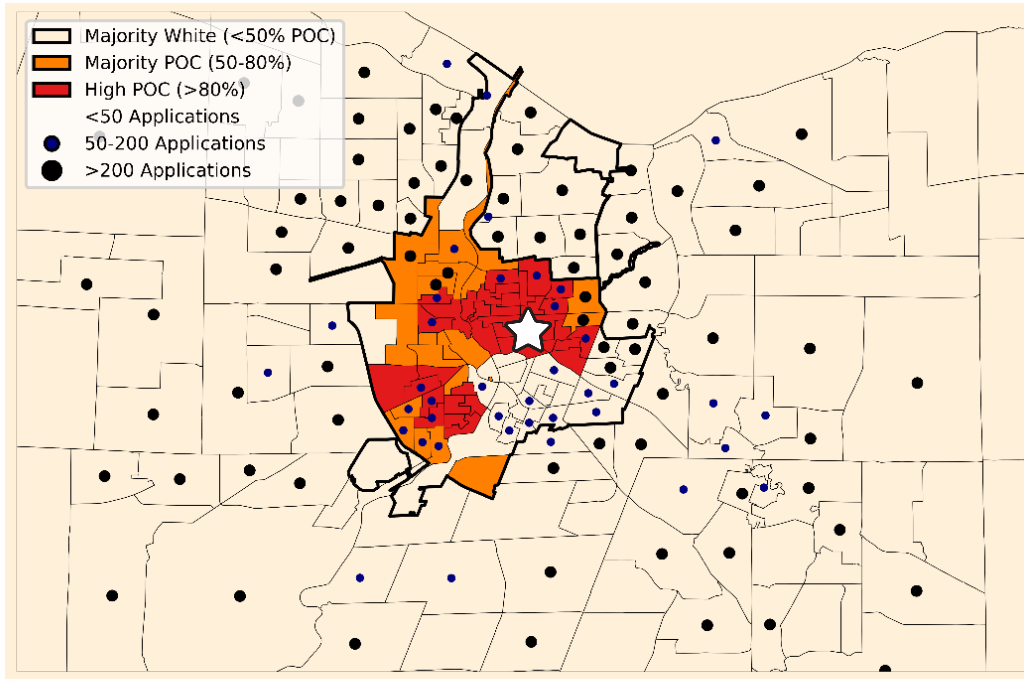 Majority White (<50% POC)
Majority POC (50-80%)
High POC (>80%)
<50 Applications
50-200 Applications
>200 Applications